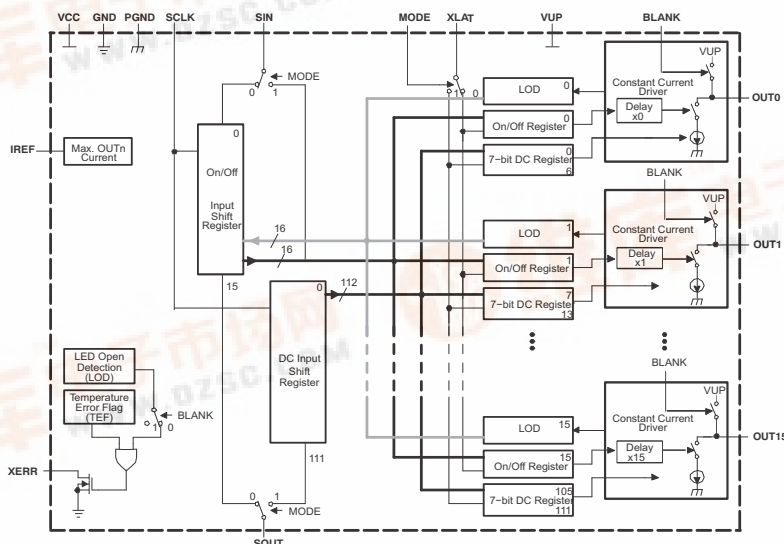 VCC GND PGND SCLK SIN MODE XLAT VUP BLANK
MODE
0 1
1 0
IREF
Max. OUTn
Current
0
On/Off
Input
Shift
Register
15
16
16
0
112
DC Input
Shift
Register
111
LOD 0
On/Off Register 0
7-bit DC Register 0
6
VUP
Constant Current
Driver
Delay
x0
OUT0
BLANK
LOD 1
On/Off Register 1
7-bit DC Register 7
13
VUP
Constant Current
Driver
Delay
x1
OUT1
BLANK
LOD 15
On/Off Register 15
7-bit DC Register 105
111
VUP
Constant Current
Driver
Delay
x15
OUT15
LED Open
Detection
(LOD)
Temperature
Error Flag
(TEF)
BLANK
1 0
XERR
0 1
MODE
SOUT
www.dzsc.com